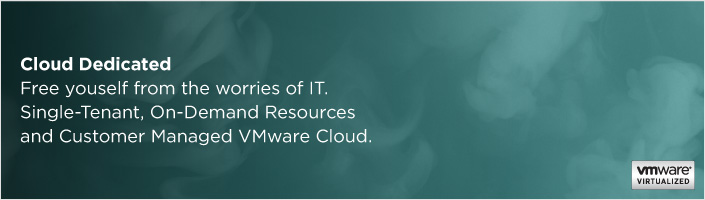 Cloud Dedicated
Free youself from the worries of IT.
Single-Tenant, On-Demand Resources
and Customer Managed VMware Cloud.
vmware®
VIRTUALIZED